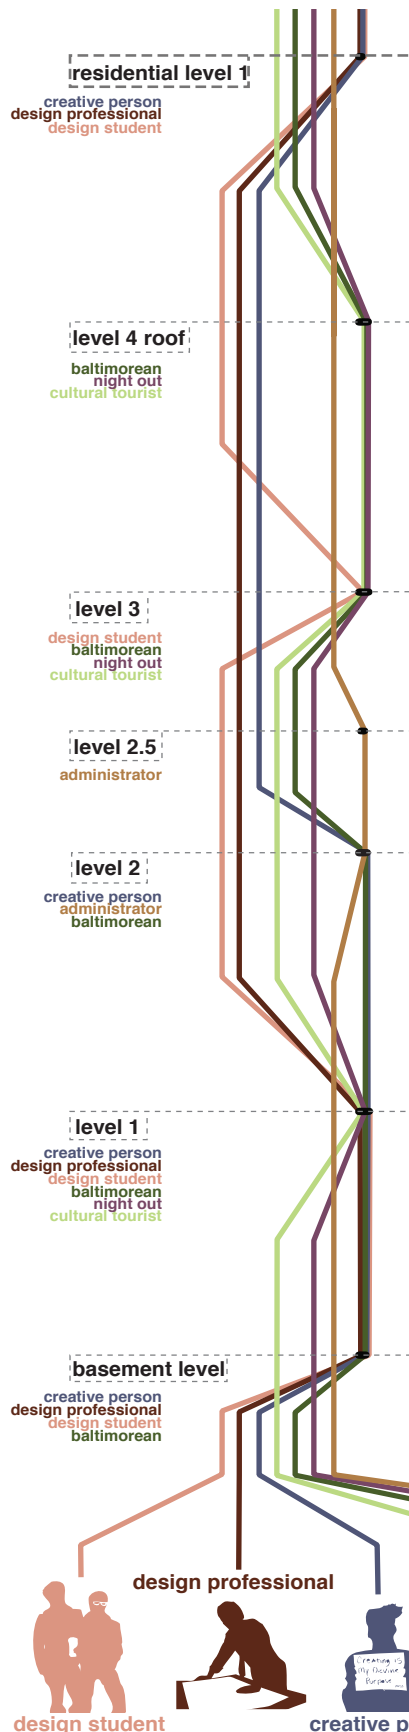 residential level 1
creative person
design professional
design student
level 4 roof
baltimorean
night out
cultural tourist
level 3
design student
baltimorean
night out
cultural tourist
level 2.5
administrator
level 2
creative person
administrator
baltimorean
level 1
creative person
design professional
design student
baltimorean
night out
cultural tourist
basement level
creative person
design professional
design student
baltimorean
design professional
Creating is
My Devine
Purpose
design student
creative p